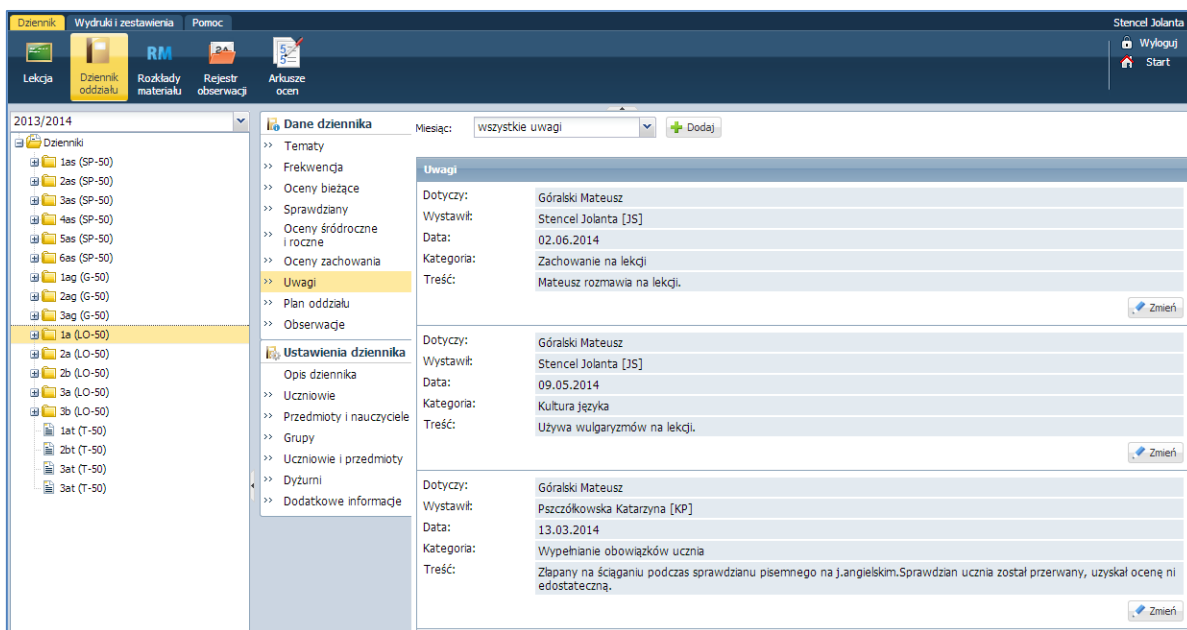 Dziennik Wydruki i zestawienia Pomoc
Stencel Jolanta
Wyloguj
Start
Lekcja
Dziennik
oddziału
RM
Rozkłady
materiału
Rejestr
obserwacji
Arkusze
ocen
2013/2014
Dzienniki
1as (SP-50)
2as (SP-50)
3as (SP-50)
4as (SP-50)
5as (SP-50)
6as (SP-50)
1ag (G-50)
2ag (G-50)
3ag (G-50)
1a (LO-50)
2a (LO-50)
2b (LO-50)
3a (LO-50)
3b (LO-50)
1at (T-50)
2bt (T-50)
3at (T-50)
3at (T-50)
Dane dziennika
Tematy
Frekwencja
Oceny bieżące
Sprawdziany
Oceny śródroczne
i roczne
Oceny zachowania
Uwagi
Plan oddziału
Obserwacje
Ustawienia dziennika
Opis dziennika
Uczniowie
Przedmioty i nauczyciele
Grupy
Uczniowie i przedmioty
Dyżurni
Dodatkowe informacje
Miesiąc: wszystkie uwagi Dodaj
Uwagi
Dotyczy: Góralski Mateusz
Wystawił: Stencel Jolanta [JS]
Data: 02.06.2014
Kategoria: Zachowanie na lekcji
Treść: Mateusz rozmawia na lekcji.
Zmień
Dotyczy: Góralski Mateusz
Wystawił: Stencel Jolanta [JS]
Data: 09.05.2014
Kategoria: Kultura języka
Treść: Używa wulgaryzmów na lekcji.
Zmień
Dotyczy: Góralski Mateusz
Wystawił: Pszczółkowska Katarzyna [KP]
Data: 13.03.2014
Kategoria: Wypełnianie obowiązków ucznia
Treść: Złapany na ściąganiu podczas sprawdzianu pisemnego na j.angielskim.Sprawdzian ucznia został przerwany, uzyskał ocenę ni
edostateczną.
Zmień